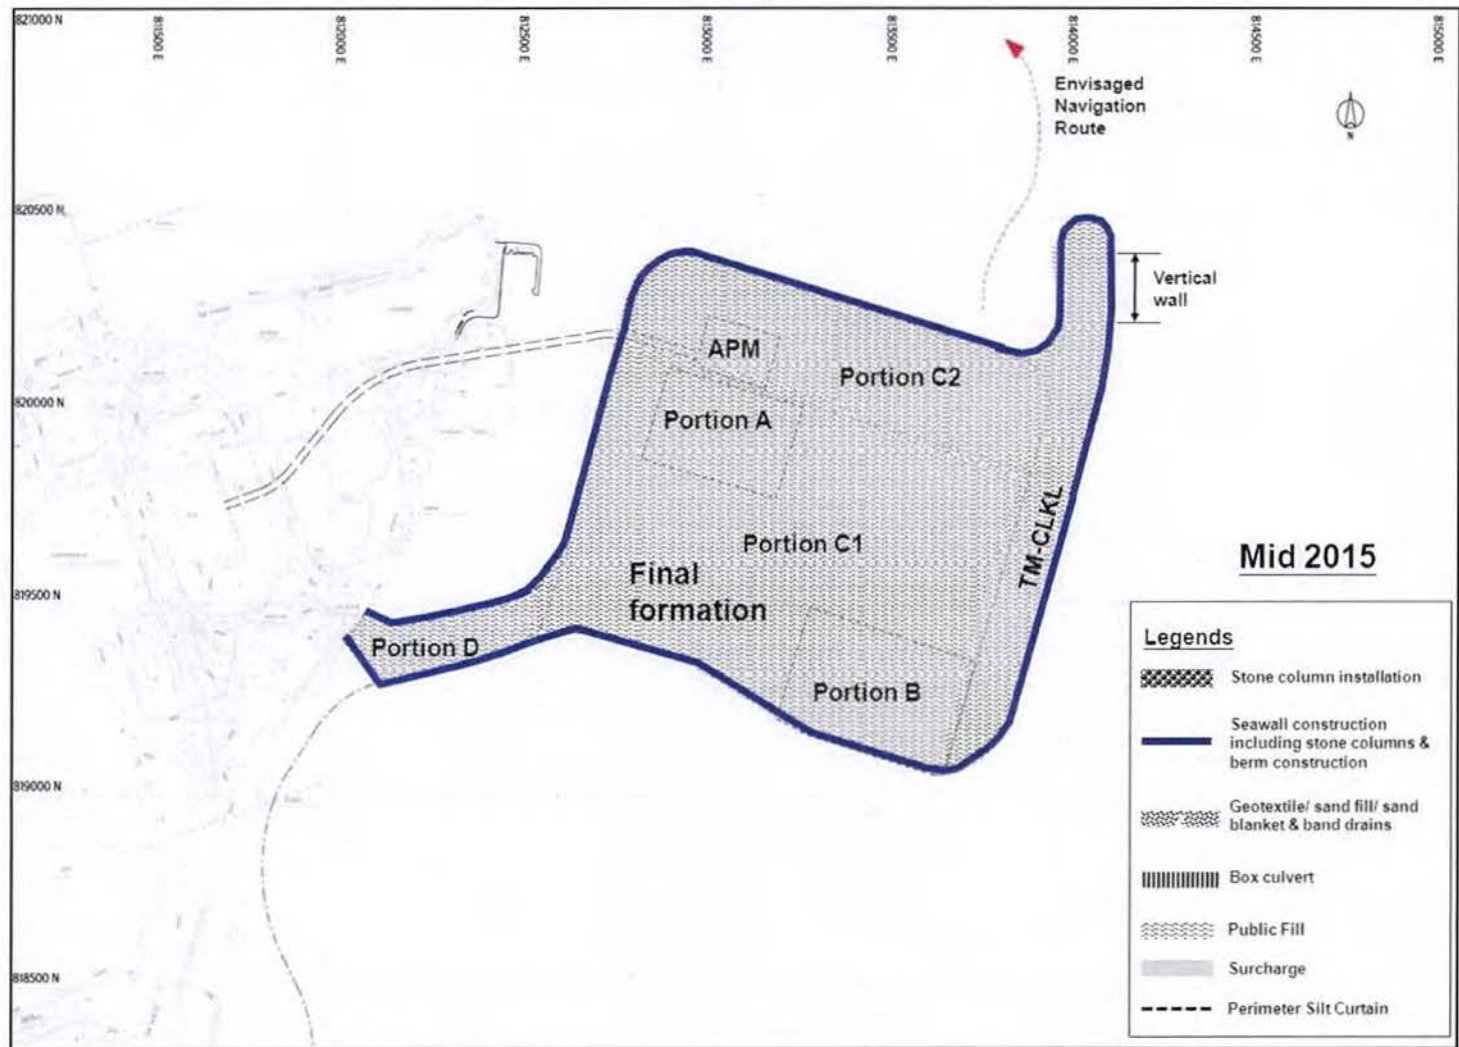 821000 N
811500 E
812000 E
812500 E
815000 E
815500 E
814000 E
814500 E
815000 E
Envisaged
Navigation
Route
N
820500 N
Vertical
wall
APM
Portion C2
820000 N
Portion A
Portion C1
TM-CLKL
Mid 2015
819500 N
Final
formation
Portion D
Portion B
819000 N
818500 N
Legends
Stone column installation
Seawall construction
including stone columns &
berm construction
Geotextile/ sand fill/ sand
blanket & band drains
Box culvert
Public Fill
Surcharge
Perimeter Silt Curtain